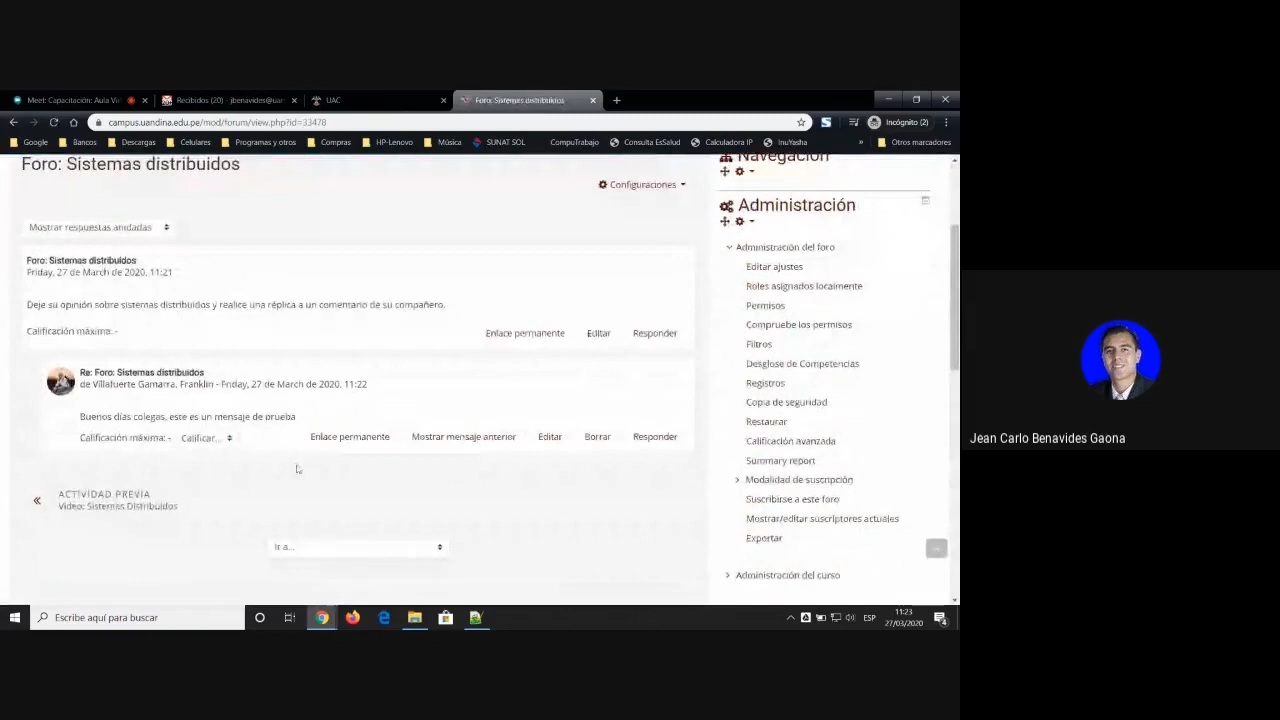 Meet: Capacitación: Aula Vi
Recibidos (20) - jbenavides@uan
UAC
Foro: Sistemas distribuidos
campus.uandina.edu.pe/mod/forum/view.php?id=33478
Incógnito (2)
Google
Bancos
Descargas
Celulares
Programas y otros
Compras
HP-Lenovo
Música
SUNAT SOL
CompuTrabajo
Consulta EsSalud
Calculadora IP
InuYasha
»
Otros marcadores
Foro: Sistemas distribuidos
Configuraciones
Mostrar respuestas anidadas
Foro: Sistemas distribuidos
Friday, 27 de March de 2020, 11:21
Deje su opinión sobre sistemas distribuidos y realice una réplica a un comentario de su compañero.
Calificación máxima: -
Enlace permanente
Editar
Responder
Re: Foro: Sistemas distribuidos
de Villafuerte Gamarra, Franklin - Friday, 27 de March de 2020, 11:22
Buenos días colegas, este es un mensaje de prueba
Calificación máxima: -
Calificar...
Enlace permanente
Mostrar mensaje anterior
Editar
Borrar
Responder
ACTIVIDAD PREVIA
Video: Sistemas Distribuidos
Ir a...
Navegación
Administración
Administración del foro
Editar ajustes
Roles asignados localmente
Permisos
Compruebe los permisos
Filtros
Desglose de Competencias
Registros
Copia de seguridad
Restaurar
Calificación avanzada
Summary report
Modalidad de suscripción
Suscribirse a este foro
Mostrar/editar suscriptores actuales
Exportar
Administración del curso
Escribe aquí para buscar
ESP
11:23
27/03/2020
4
Jean Carlo Benavides Gaona